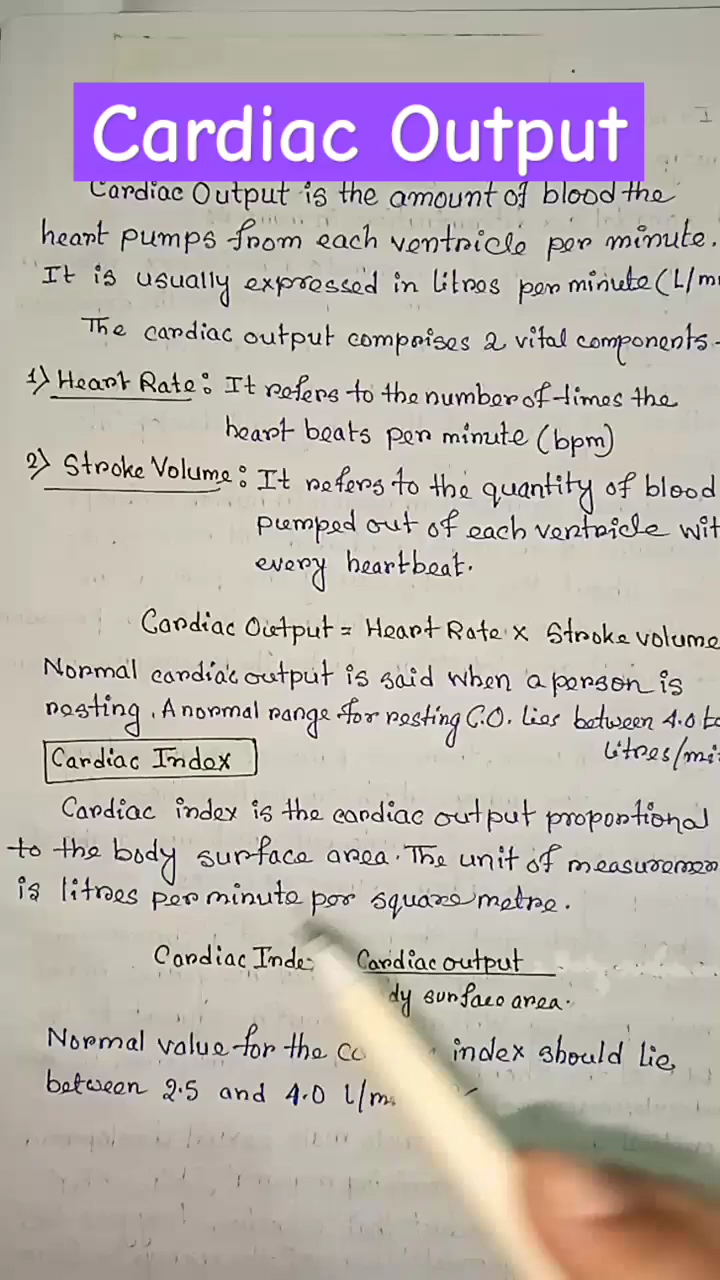 Cardiac Output
Cardiac Output is the amount of blood the
heart pumps from each ventricle per minute.
It is usually expressed in litres per minute (L/m
The cardiac output comprises 2 vital components-
1) Heart Rate: It refers to the number of times the
heart beats per minute (bpm)
2) Stroke Volume: It refers to the quantity of blood
pumped out of each ventricle wit
every heartbeat.
Cardiac Output = Heart Rate x Stroke volume
Normal cardiac output is said when a person is
resting. A normal range for resting C.O. lies between 4.0 to
litres/mi
Cardiac Index
Cardiac index is the cardiac output proportional
to the body surface area. The unit of measuremen
is litres per minute per square metre.
Cardiac Inde Cardiac output
dy surface area.
Normal value for the ca index should lie
between 2.5 and 4.0 l/m